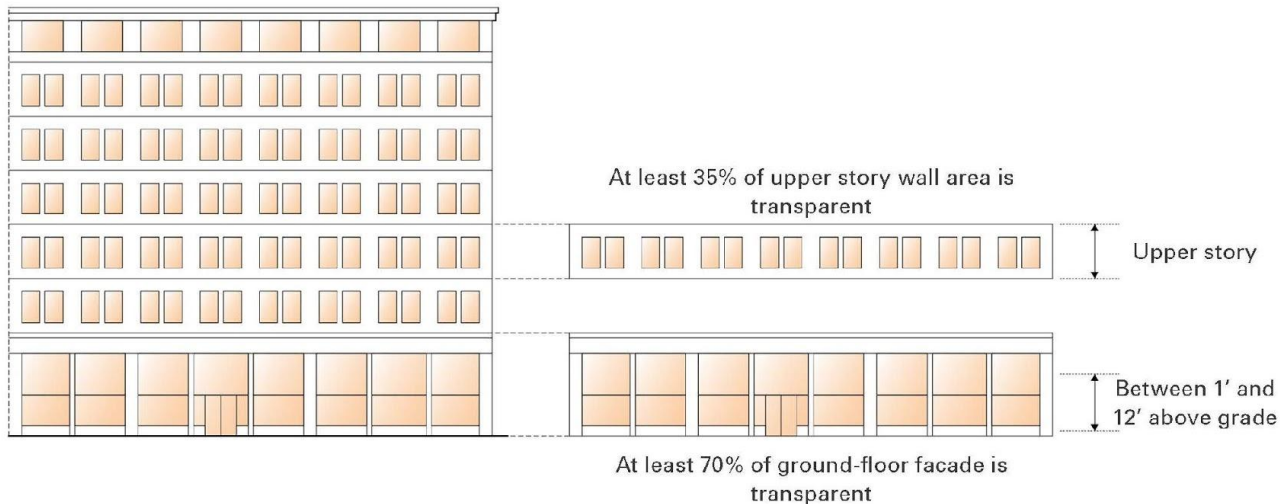 At least 35% of upper story wall area is
transparent
Upper story
Between 1' and
12' above grade
At least 70% of ground-floor facade is
transparent